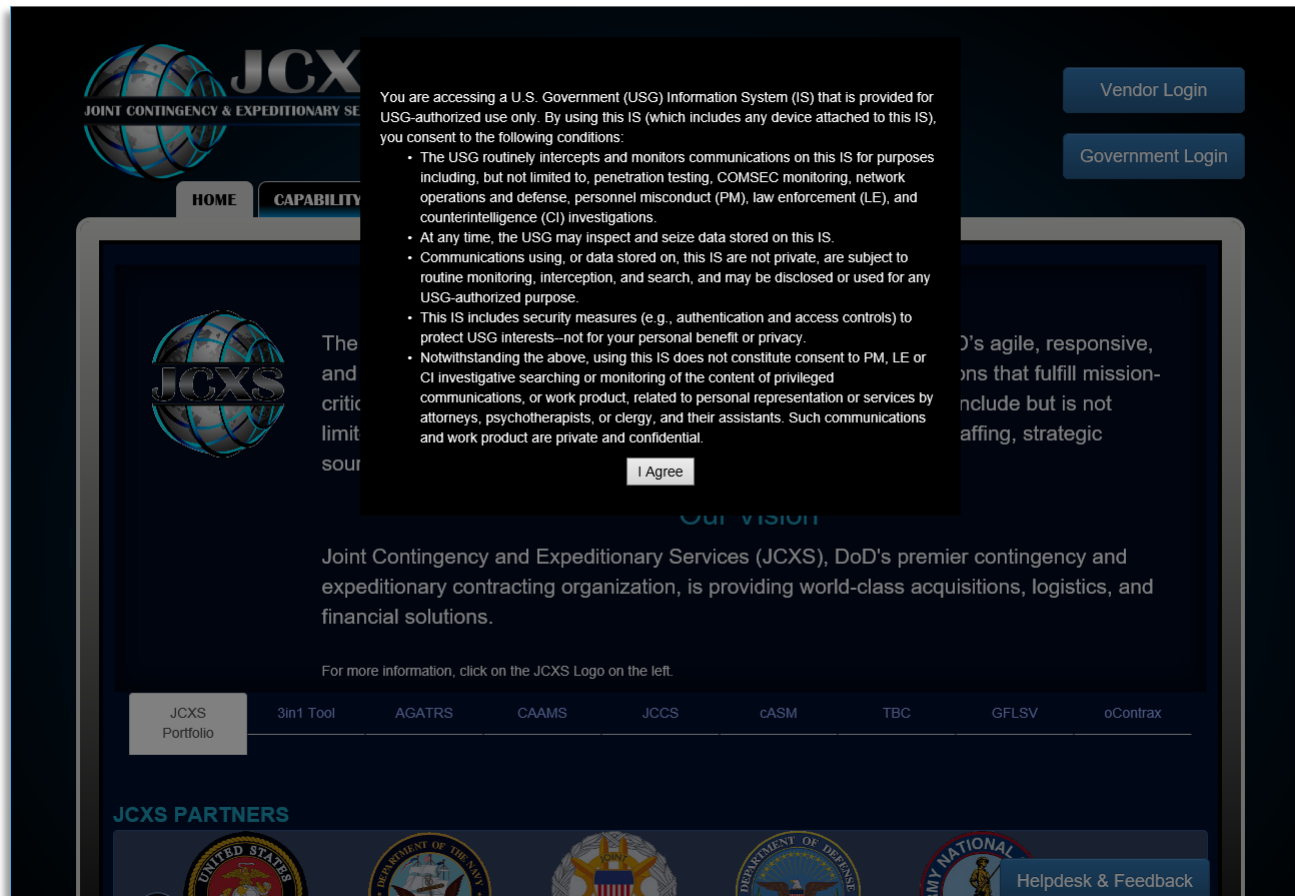 JCX
JOINT CONTINGENCY & EXPEDITIONARY SE
Vendor Login
Government Login
HOME
CAPABILITY
You are accessing a U.S. Government (USG) Information System (IS) that is provided for
USG-authorized use only. By using this IS (which includes any device attached to this IS),
you consent to the following conditions:
• The USG routinely intercepts and monitors communications on this IS for purposes
including, but not limited to, penetration testing, COMSEC monitoring, network
operations and defense, personnel misconduct (PM), law enforcement (LE), and
counterintelligence (CI) investigations.
• At any time, the USG may inspect and seize data stored on this IS.
• Communications using, or data stored on, this IS are not private, are subject to
routine monitoring, interception, and search, and may be disclosed or used for any
USG-authorized purpose.
• This IS includes security measures (e.g., authentication and access controls) to
protect USG interests--not for your personal benefit or privacy.
• Notwithstanding the above, using this IS does not constitute consent to PM, LE or
CI investigative searching or monitoring of the content of privileged
communications, or work product, related to personal representation or services by
attorneys, psychotherapists, or clergy, and their assistants. Such communications
and work product are private and confidential.
I Agree
JCXS
The
D's agile, responsive,
and
ons that fulfill mission-
critic
nclude but is not
limit
affing, strategic
sour
Our Vision
Joint Contingency and Expeditionary Services (JCXS), DoD's premier contingency and
expeditionary contracting organization, is providing world-class acquisitions, logistics, and
financial solutions.
For more information, click on the JCXS Logo on the left.
JCXS
Portfolio
3in1 Tool
AGATRS
CAAMS
JCCS
cASM
TBC
GFLSV
oContrax
JCXS PARTNERS
UNITED STATES
DEPARTMENT OF THE NAVY
JOINT
DEPARTMENT OF DEFENSE
ARMY NATIONAL
Helpdesk & Feedback